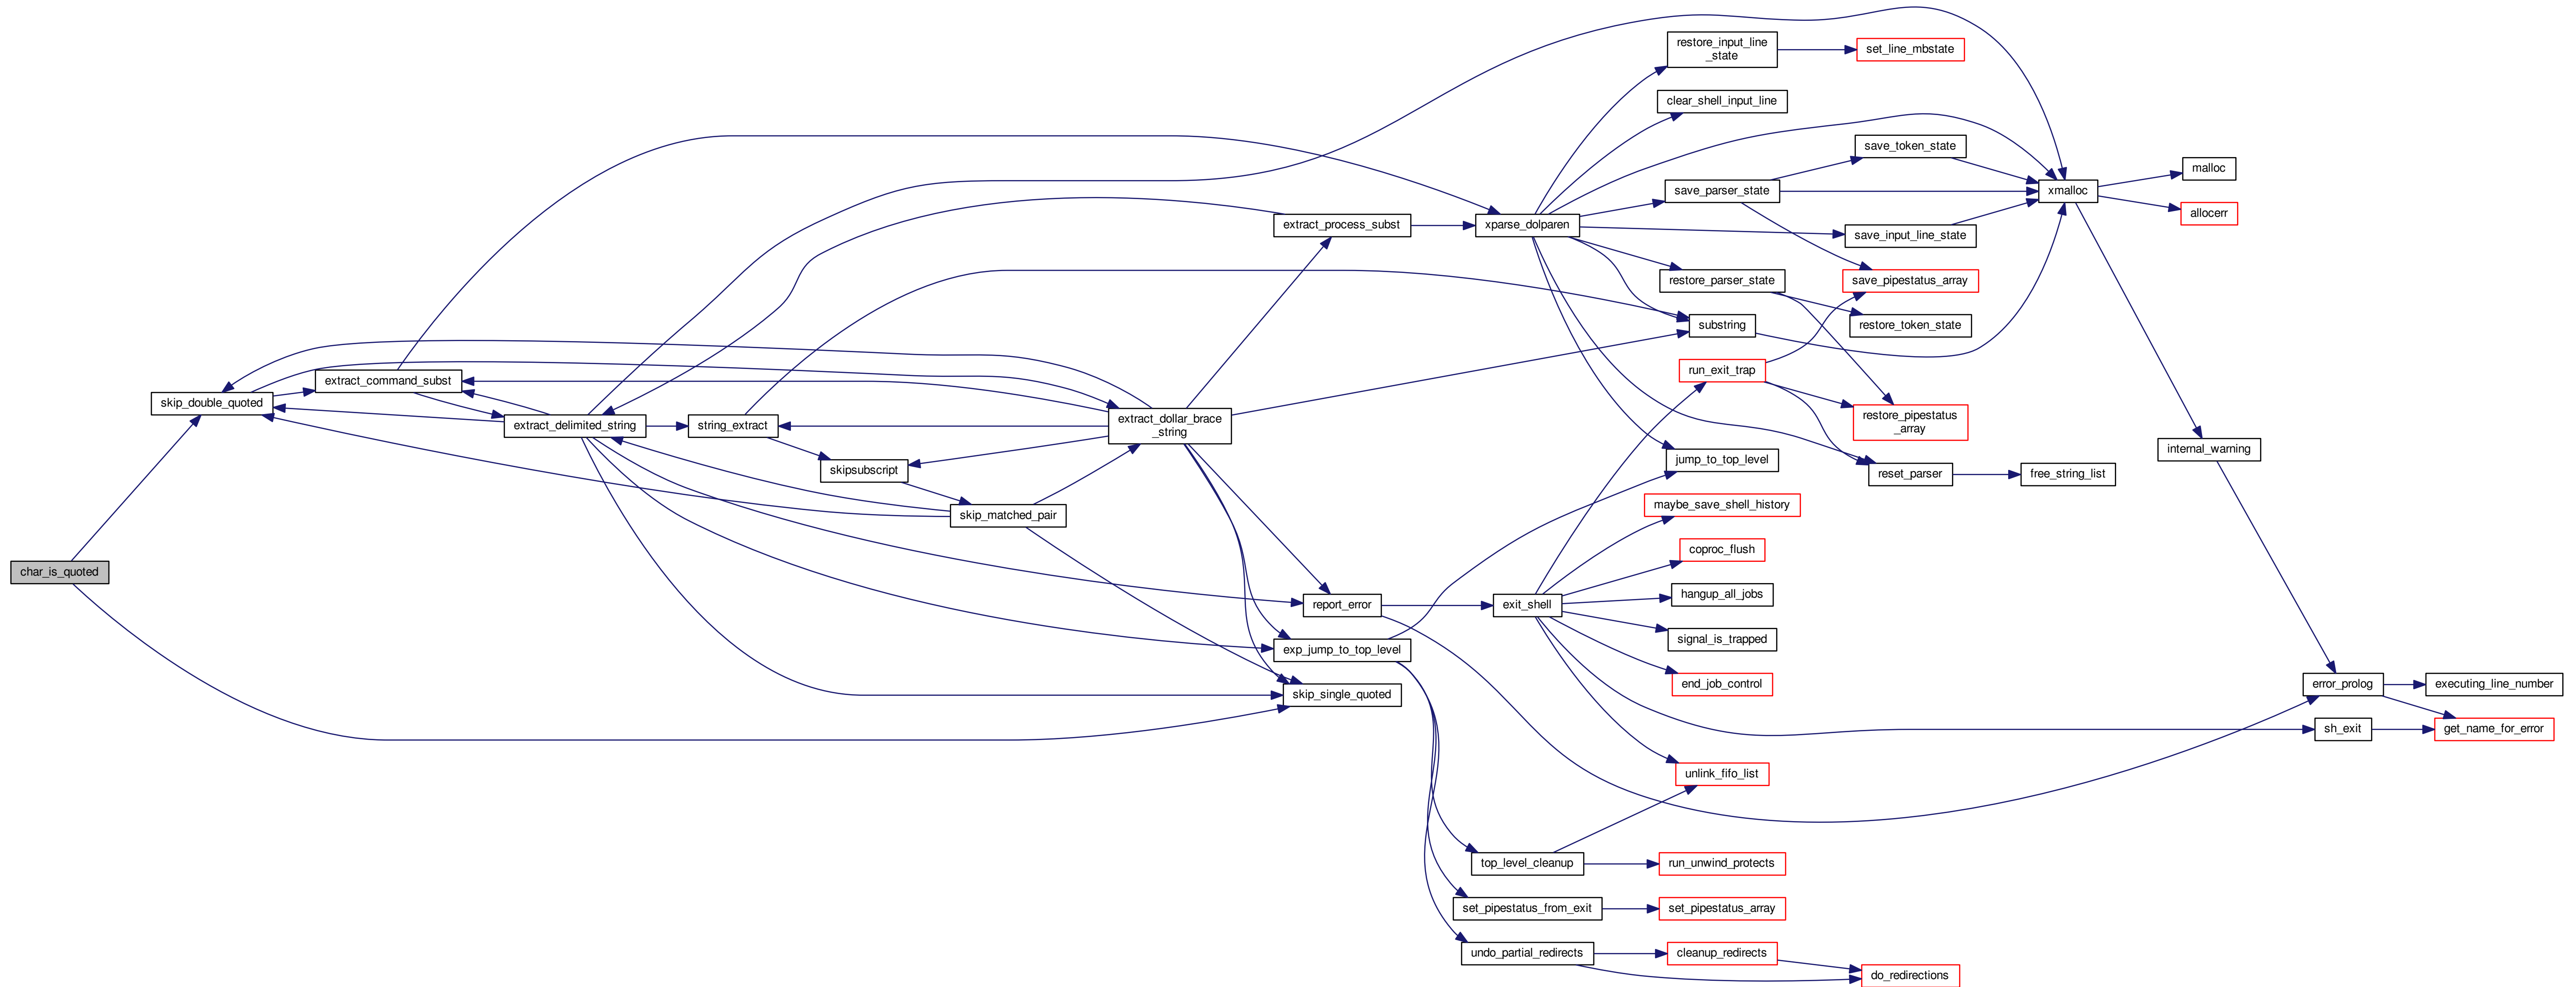 char_is_quoted
skip_double_quoted
extract_command_subst
extract_delimited_string
string_extract
skipsubscript
skip_matched_pair
extract_dollar_brace
_string
extract_process_subst
report_error
exp_jump_to_top_level
skip_single_quoted
xparse_dolparen
exit_shell
top_level_cleanup
set_pipestatus_from_exit
undo_partial_redirects
restore_input_line
_state
clear_shell_input_line
save_parser_state
restore_parser_state
substring
run_exit_trap
jump_to_top_level
maybe_save_shell_history
coproc_flush
hangup_all_jobs
signal_is_trapped
end_job_control
unlink_fifo_list
run_unwind_protects
set_pipestatus_array
cleanup_redirects
set_line_mbstate
save_token_state
save_input_line_state
save_pipestatus_array
restore_token_state
restore_pipestatus
_array
reset_parser
do_redirections
xmalloc
free_string_list
malloc
allocerr
internal_warning
error_prolog
sh_exit
executing_line_number
get_name_for_error